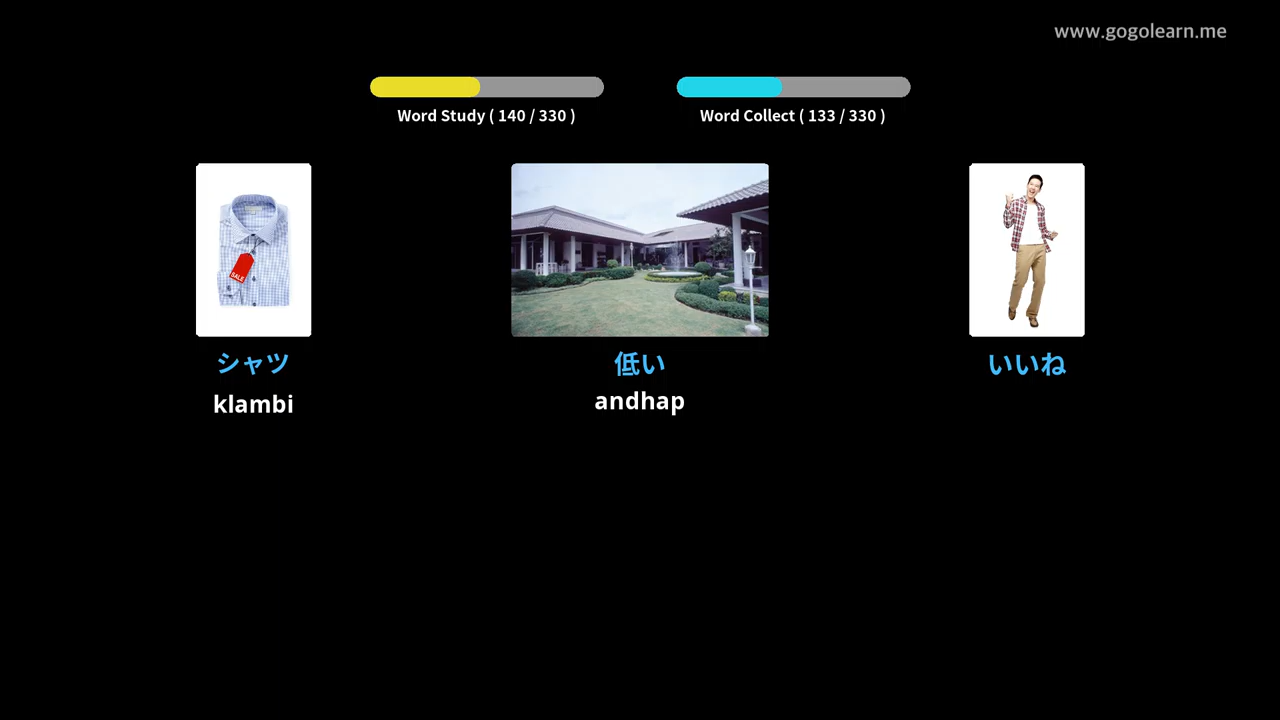 www.gogolearn.me
Word Study ( 140 / 330 )
Word Collect ( 133 / 330 )
SALE
シャツ
klambi
低い
andhap
いいね